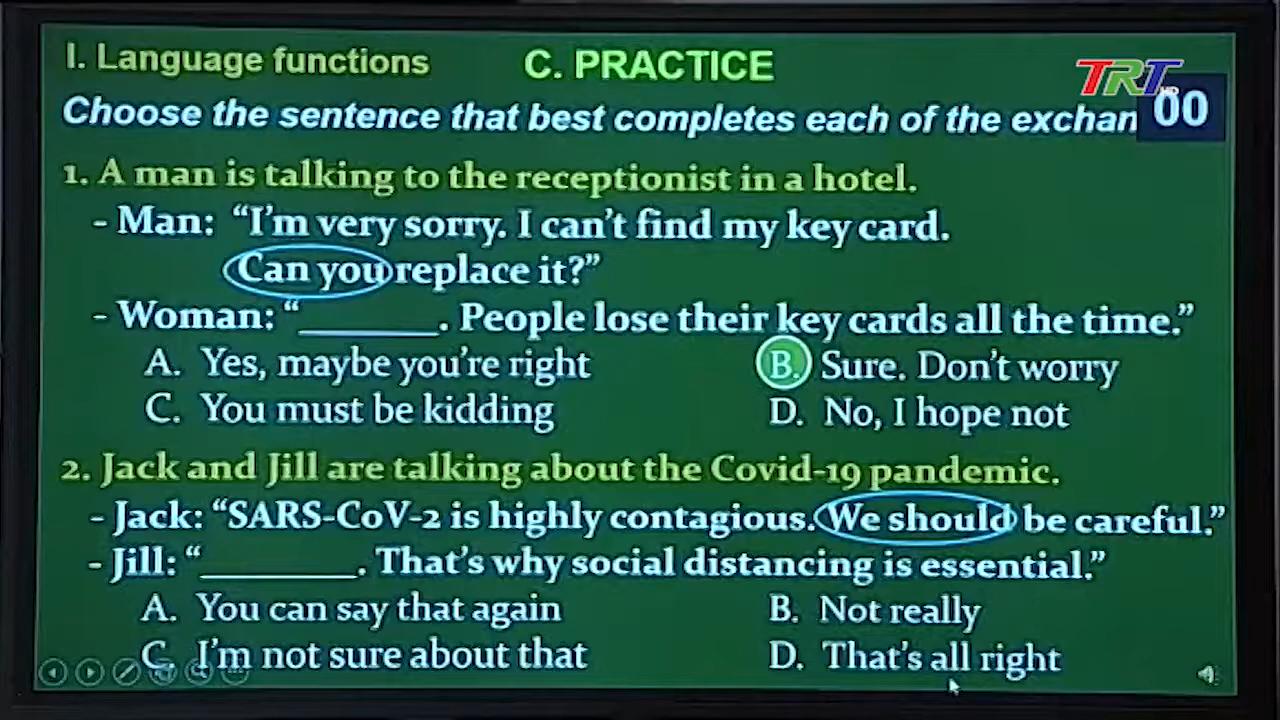 I. Language functions C. PRACTICE
TRT HD
Choose the sentence that best completes each of the exchan 00
1. A man is talking to the receptionist in a hotel.
- Man: “I’m very sorry. I can’t find my key card.
Can you replace it?”
- Woman: “_______. People lose their key cards all the time.”
A. Yes, maybe you’re right B. Sure. Don’t worry
C. You must be kidding D. No, I hope not
2. Jack and Jill are talking about the Covid-19 pandemic.
- Jack: “SARS-CoV-2 is highly contagious. We should be careful.”
- Jill: “________. That’s why social distancing is essential.”
A. You can say that again B. Not really
C. I’m not sure about that D. That’s all right